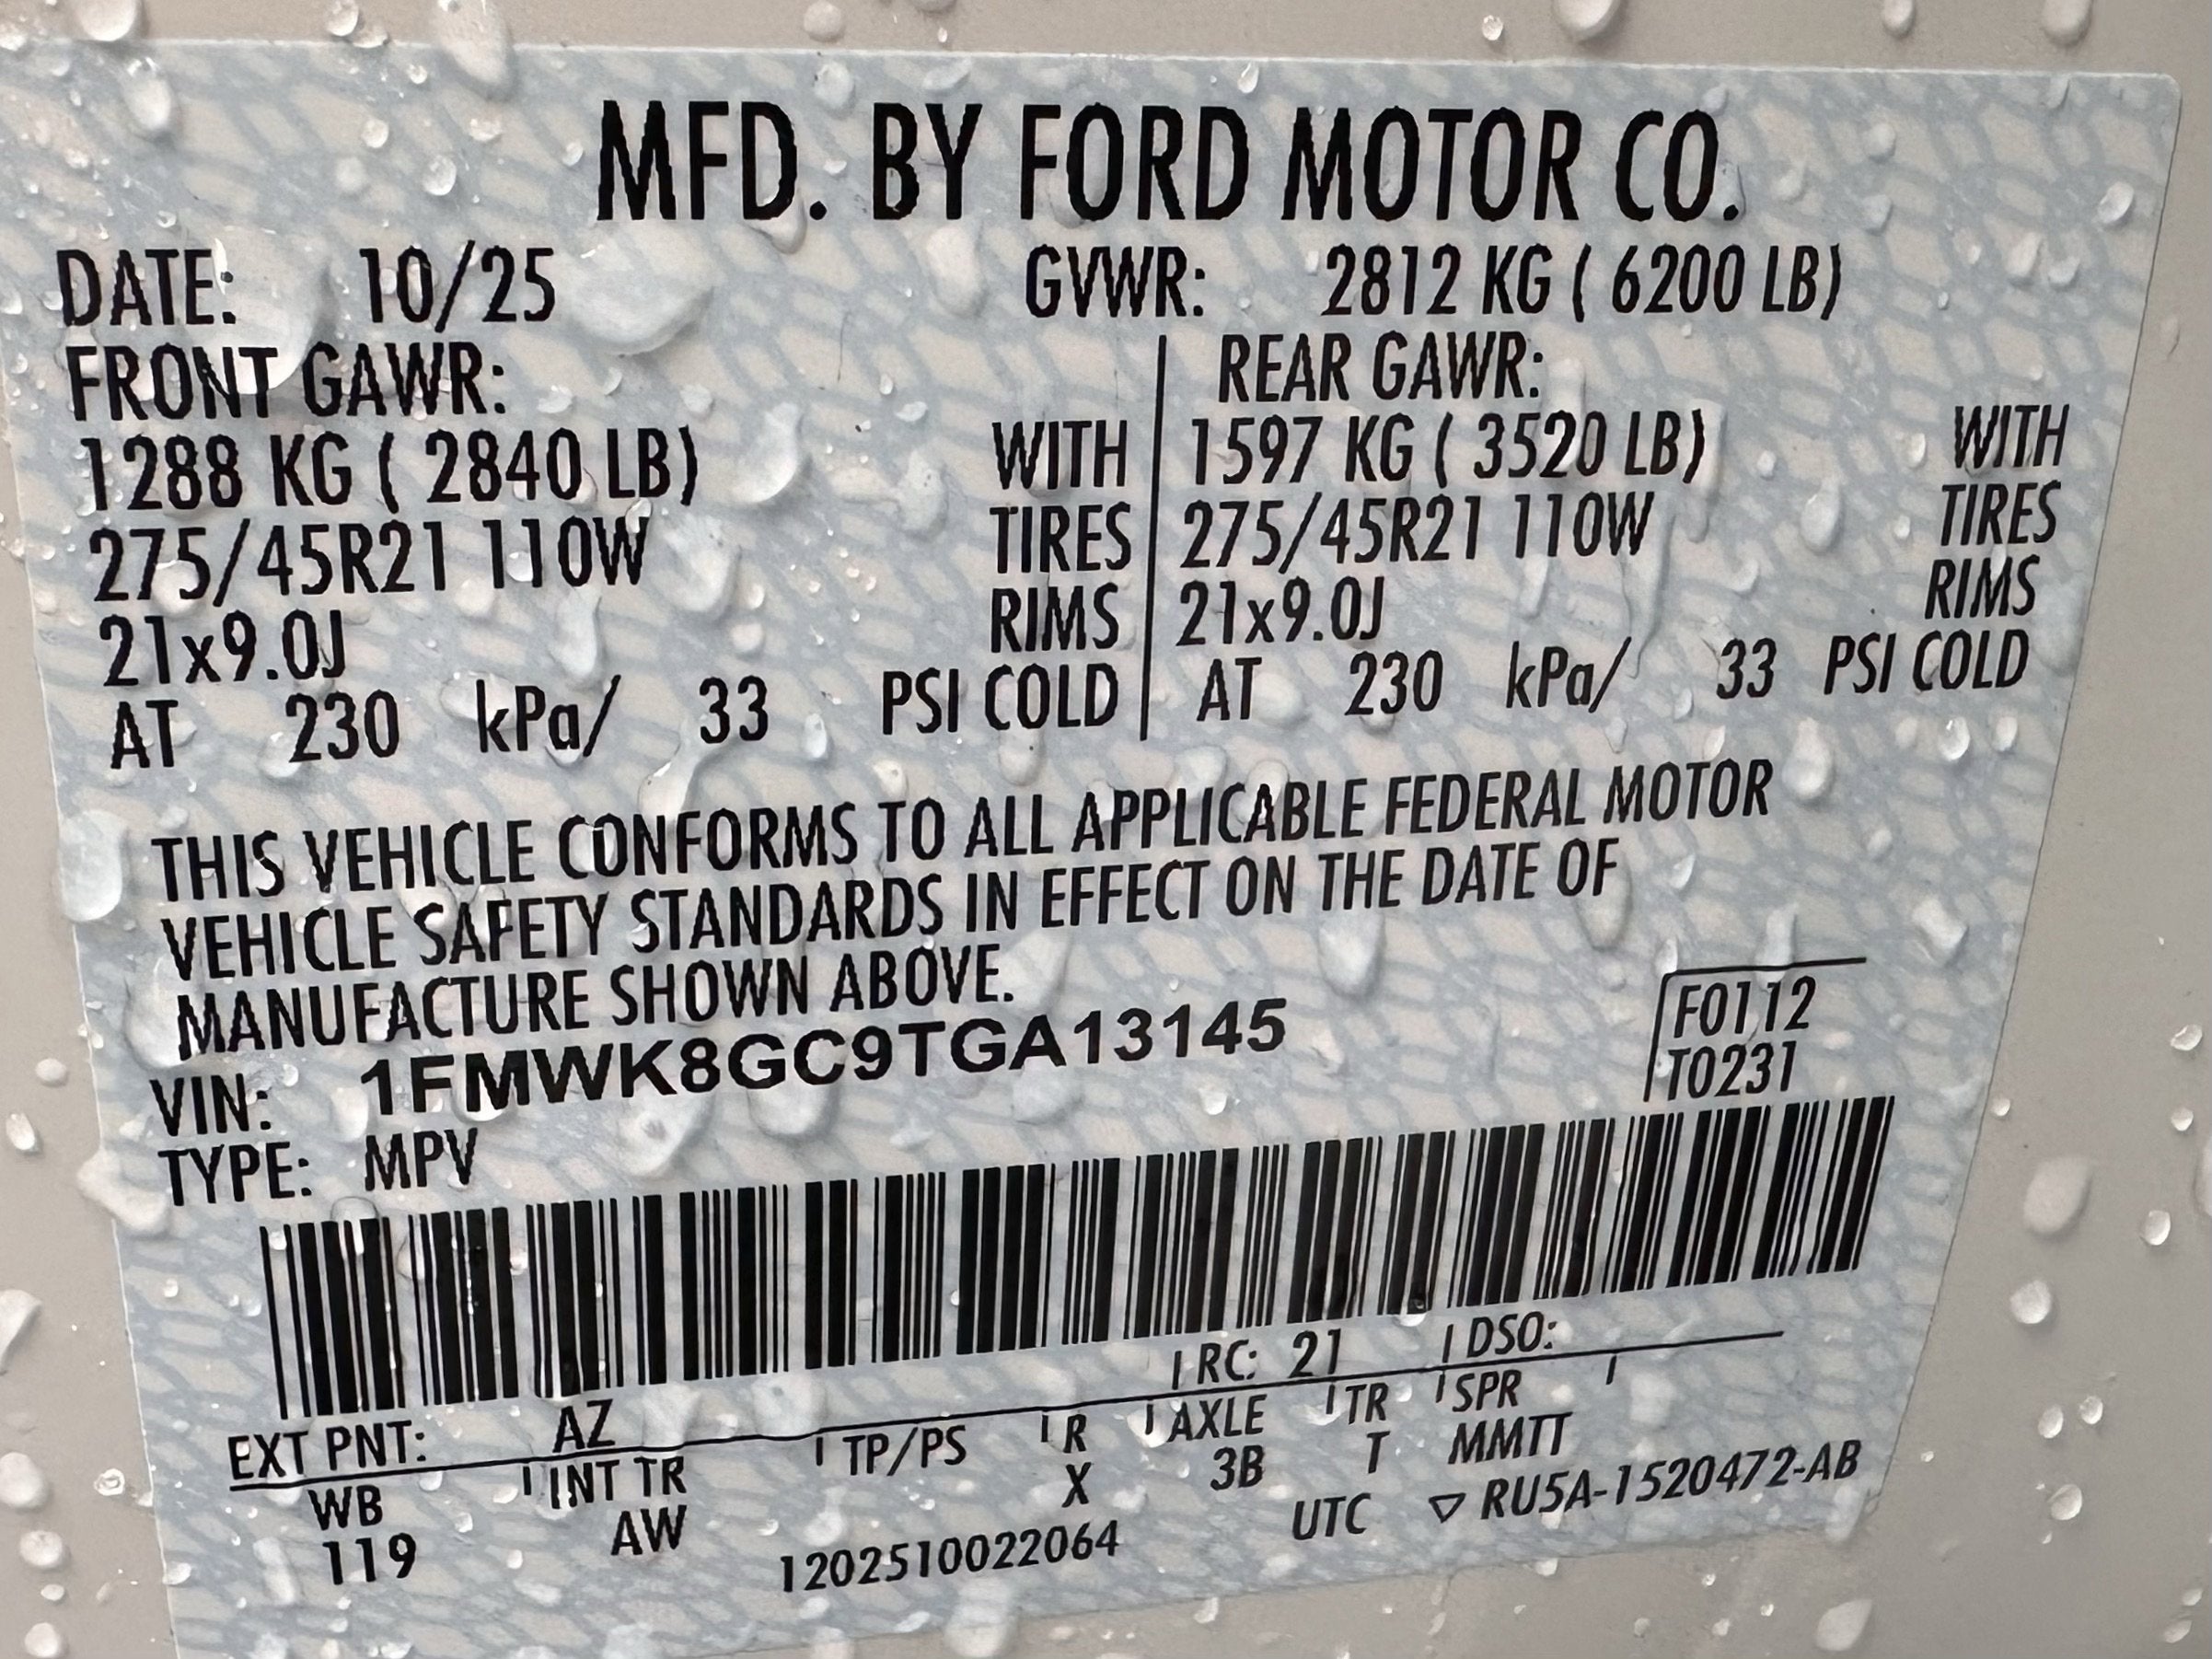 MFD. BY FORD MOTOR CO.
DATE: 10/25 GVWR: 2812 KG ( 6200 LB)
FRONT GAWR: REAR GAWR:
1288 KG ( 2840 LB) WITH 1597 KG ( 3520 LB) WITH
275/45R21 110W TIRES 275/45R21 110W TIRES
21x9.0J RIMS 21x9.0J RIMS
AT 230 kPa/ 33 PSI COLD AT 230 kPa/ 33 PSI COLD
THIS VEHICLE CONFORMS TO ALL APPLICABLE FEDERAL MOTOR
VEHICLE SAFETY STANDARDS IN EFFECT ON THE DATE OF
MANUFACTURE SHOWN ABOVE.
VIN: 1FMWK8GC9TGA13145 F0112
TYPE: MPV T0231
EXT PNT: AZ RC: 21 DSO:
WB INT TR TP/PS R AXLE TR SPR
119 AW X 3B T MMTT
1202510022064 UTC ▽ RU5A-1520472-AB